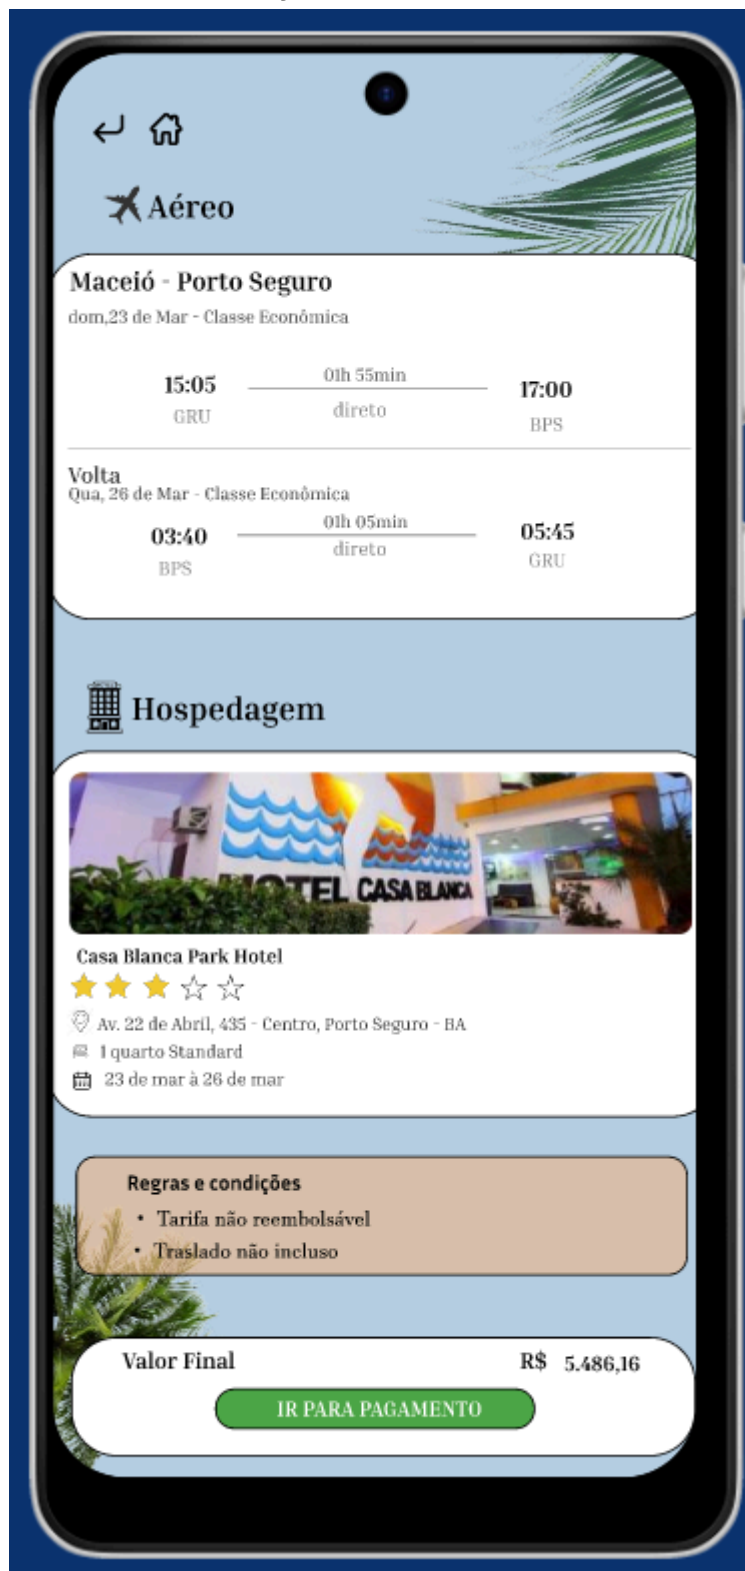 Aéreo
Maceió - Porto Seguro
dom,23 de Mar - Classe Econômica
15:05 01h 55min 17:00
GRU direto BPS
Volta
Qua, 26 de Mar - Classe Econômica
03:40 01h 05min 05:45
BPS direto GRU
Hospedagem
HOTEL CASA BLANCA
Casa Blanca Park Hotel
Av. 22 de Abril, 435 - Centro, Porto Seguro - BA
1 quarto Standard
23 de mar à 26 de mar
Regras e condições
• Tarifa não reembolsável
• Traslado não incluso
Valor Final R$ 5.486,16
IR PARA PAGAMENTO